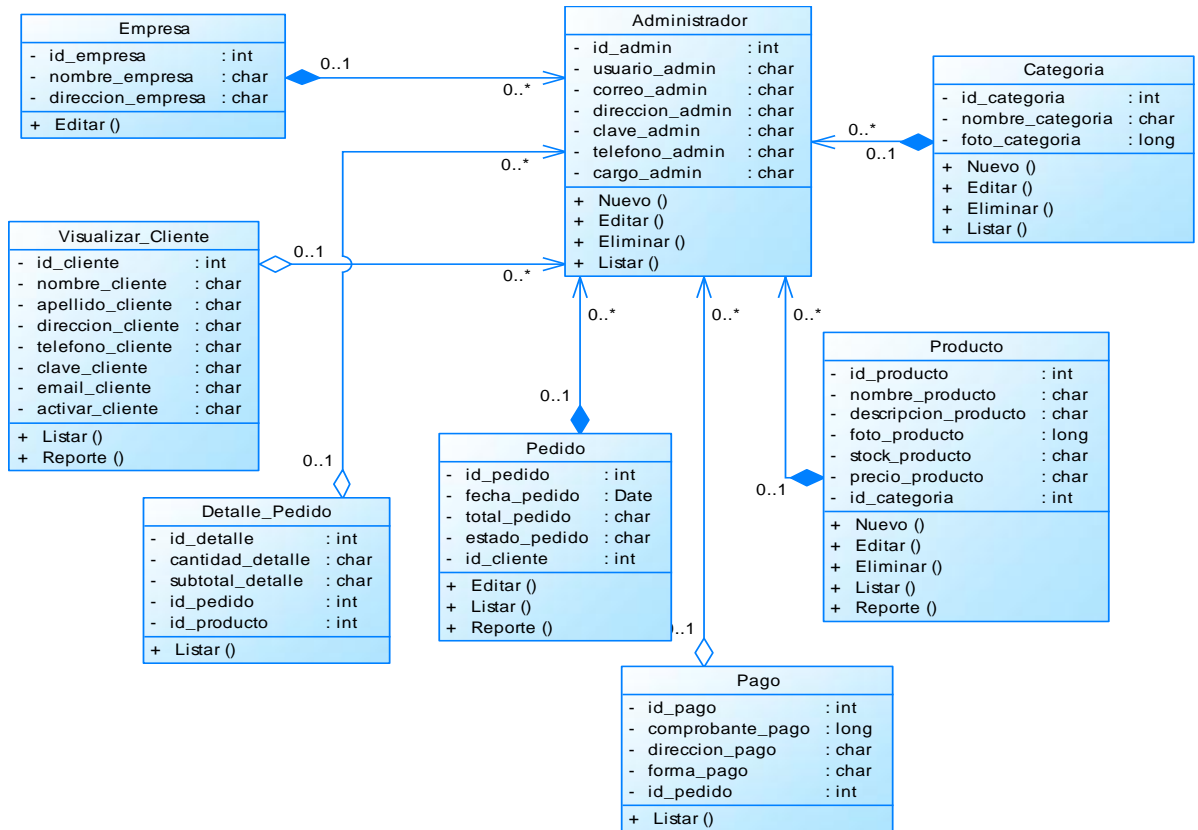 Empresa
- id_empresa : int
- nombre_empresa : char
- direccion_empresa : char
+ Editar ()
0..1
0..*
Administrador
- id_admin : int
- usuario_admin : char
- correo_admin : char
- direccion_admin : char
- clave_admin : char
- telefono_admin : char
- cargo_admin : char
+ Nuevo ()
+ Editar ()
+ Eliminar ()
+ Listar ()
Categoria
- id_categoria : int
- nombre_categoria : char
- foto_categoria : long
+ Nuevo ()
+ Editar ()
+ Eliminar ()
+ Listar ()
0..*
0..1
0..*
Visualizar_Cliente
- id_cliente : int
- nombre_cliente : char
- apellido_cliente : char
- direccion_cliente : char
- telefono_cliente : char
- clave_cliente : char
- email_cliente : char
- activar_cliente : char
+ Listar ()
+ Reporte ()
0..1
0..*
0..*
0..*
0..*
Producto
- id_producto : int
- nombre_producto : char
- descripcion_producto : char
- foto_producto : long
- stock_producto : char
- precio_producto : char
- id_categoria : int
+ Nuevo ()
+ Editar ()
+ Eliminar ()
+ Listar ()
+ Reporte ()
0..1
0..1
0..1
Pedido
- id_pedido : int
- fecha_pedido : Date
- total_pedido : char
- estado_pedido : char
- id_cliente : int
+ Editar ()
+ Listar ()
+ Reporte ()
Detalle_Pedido
- id_detalle : int
- cantidad_detalle : char
- subtotal_detalle : char
- id_pedido : int
- id_producto : int
+ Listar ()
..1
Pago
- id_pago : int
- comprobante_pago : long
- direccion_pago : char
- forma_pago : char
- id_pedido : int
+ Listar ()